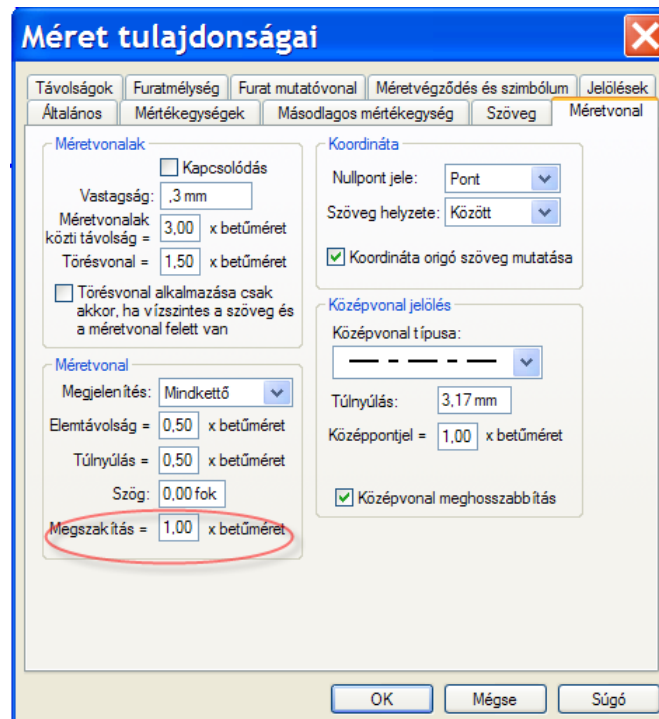 Méret tulajdonságai
Távolságok Furatmélység Furat mutatóvonal Méretvégződés és szimbólum Jelölések
Általános Mértékegységek Másodlagos mértékegység Szöveg Méretvonal
Méretvonalak
Kapcsolódás
Vastagság: ,3 mm
Méretvonalak
közti távolság = 3,00 x betűméret
Törésvonal = 1,50 x betűméret
Törésvonal alkalmazása csak
akkor, ha vízszintes a szöveg és
a méretvonal felett van
Méretvonal
Megjelenítés: Mindkettő
Elemtávolság = 0,50 x betűméret
Túlnyúlás = 0,50 x betűméret
Szög: 0,00 fok
Megszakítás = 1,00 x betűméret
Koordináta
Nullpont jele: Pont
Szöveg helyzete: Között
Koordináta origó szöveg mutatása
Középvonal jelölés
Középvonal típusa:
Túlnyúlás: 3,17 mm
Középpontjel = 1,00 x betűméret
Középvonal meghosszabbítás
OK Mégse Súgó